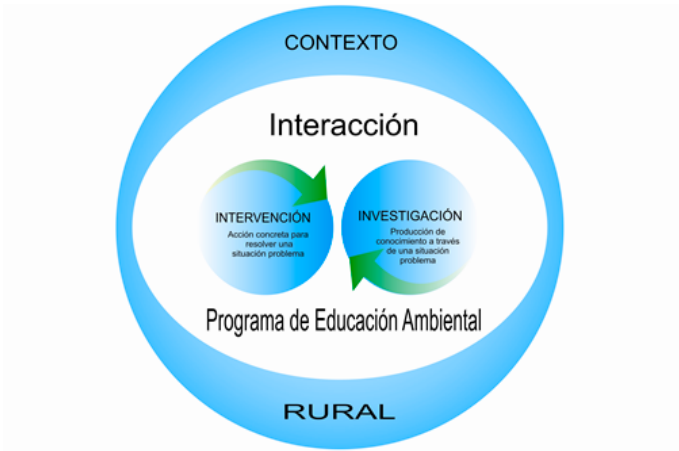 CONTEXTO
Interacción
INTERVENCIÓN
Acción concreta para
resolver una
situación problema
INVESTIGACIÓN
Producción de
conocimiento a través
de una situación
problema
Programa de Educación Ambiental
RURAL